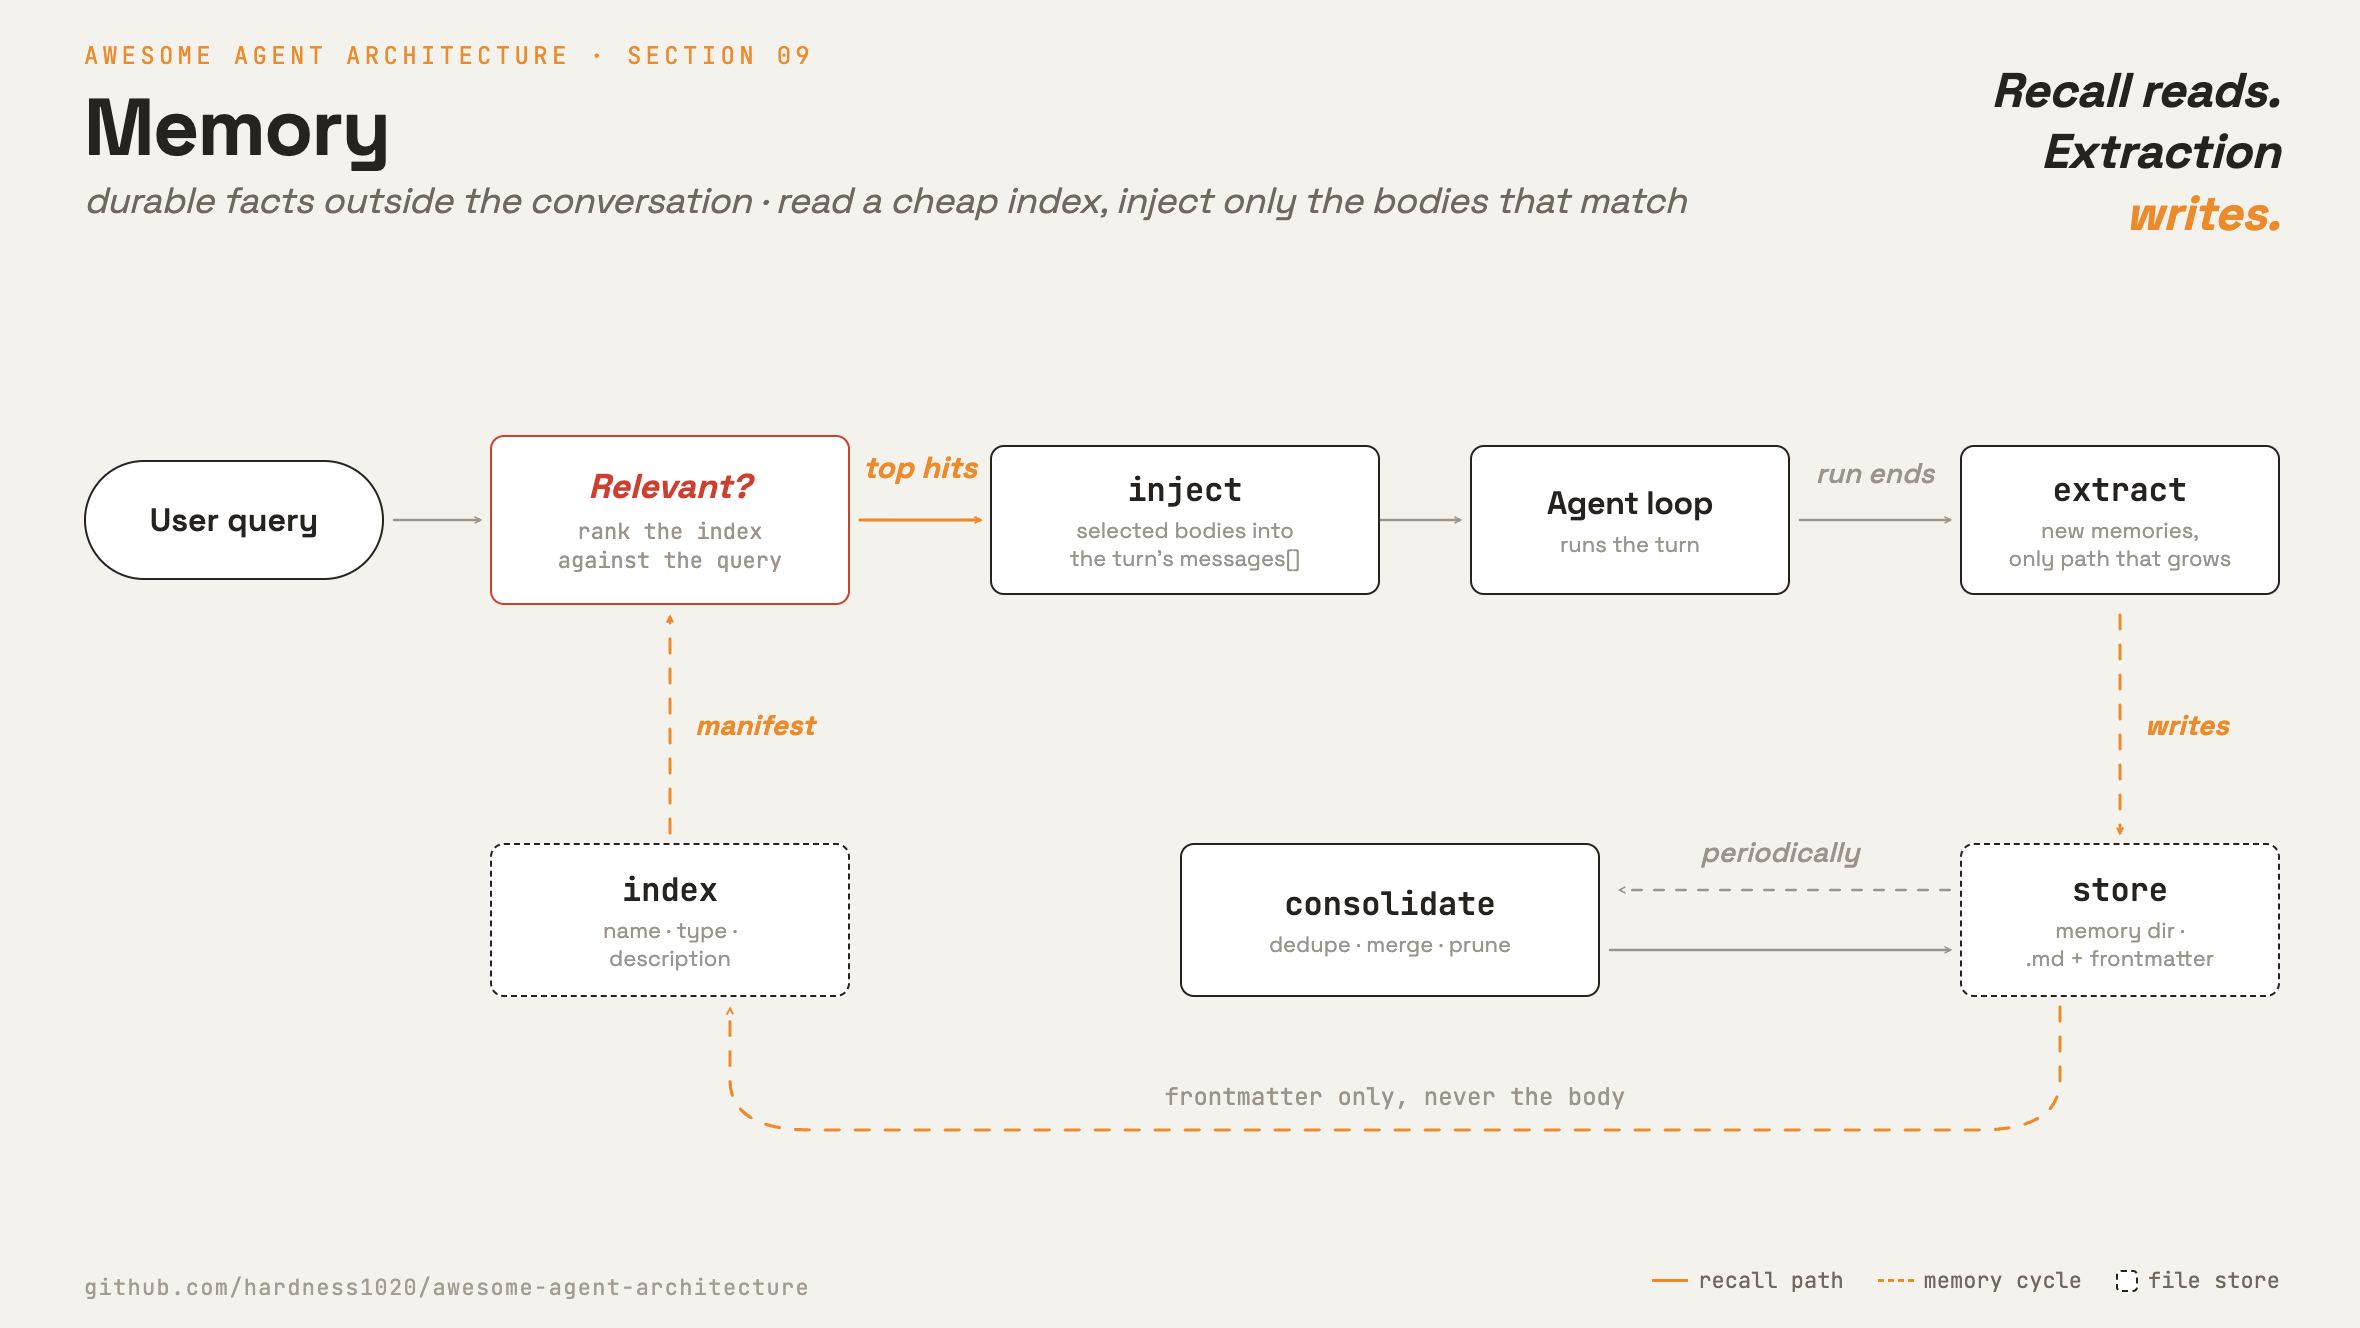 AWESOME AGENT ARCHITECTURE · SECTION 09
Memory
durable facts outside the conversation · read a cheap index, inject only the bodies that match
Recall reads.
Extraction
writes.
User query
Relevant?
rank the index
against the query
top hits
inject
selected bodies into
the turn's messages[]
Agent loop
runs the turn
run ends
extract
new memories,
only path that grows
manifest
writes
index
name · type ·
description
consolidate
dedupe · merge · prune
periodically
store
memory dir ·
.md + frontmatter
frontmatter only, never the body
github.com/hardness1020/awesome-agent-architecture
recall path
memory cycle
file store